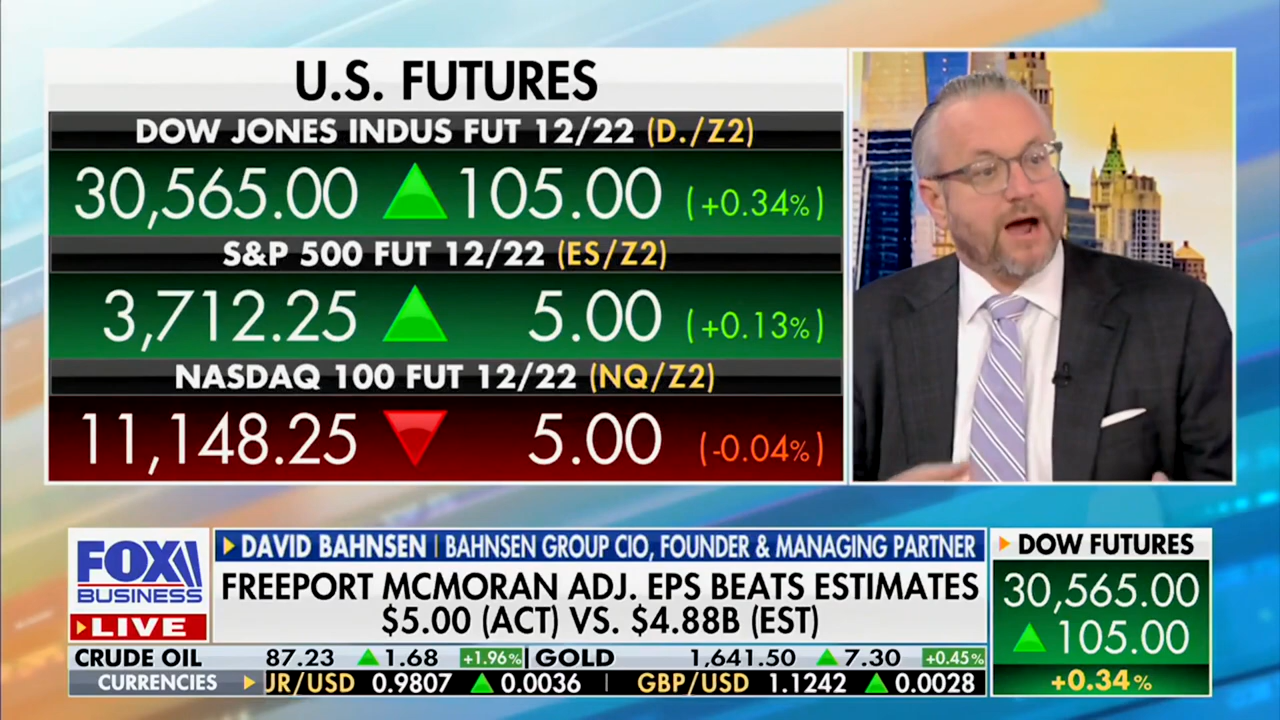 U.S. FUTURES
DOW JONES INDUS FUT 12/22 (D./Z2)
30,565.00 ▲ 105.00 (+0.34%)
S&P 500 FUT 12/22 (ES/Z2)
3,712.25 ▲ 5.00 (+0.13%)
NASDAQ 100 FUT 12/22 (NQ/Z2)
11,148.25 ▼ 5.00 (-0.04%)
FOX
BUSINESS
LIVE
DAVID BAHNSEN | BAHNSEN GROUP CIO, FOUNDER & MANAGING PARTNER
FREEPORT MCMORAN ADJ. EPS BEATS ESTIMATES
$5.00 (ACT) VS. $4.88B (EST)
DOW FUTURES
30,565.00
▲ 105.00
+0.34%
CRUDE OIL 87.23 ▲ 1.68 +1.96% | GOLD 1,641.50 ▲ 7.30 +0.45%
CURRENCIES UR/USD 0.9807 ▲ 0.0036 | GBP/USD 1.1242 ▲ 0.0028